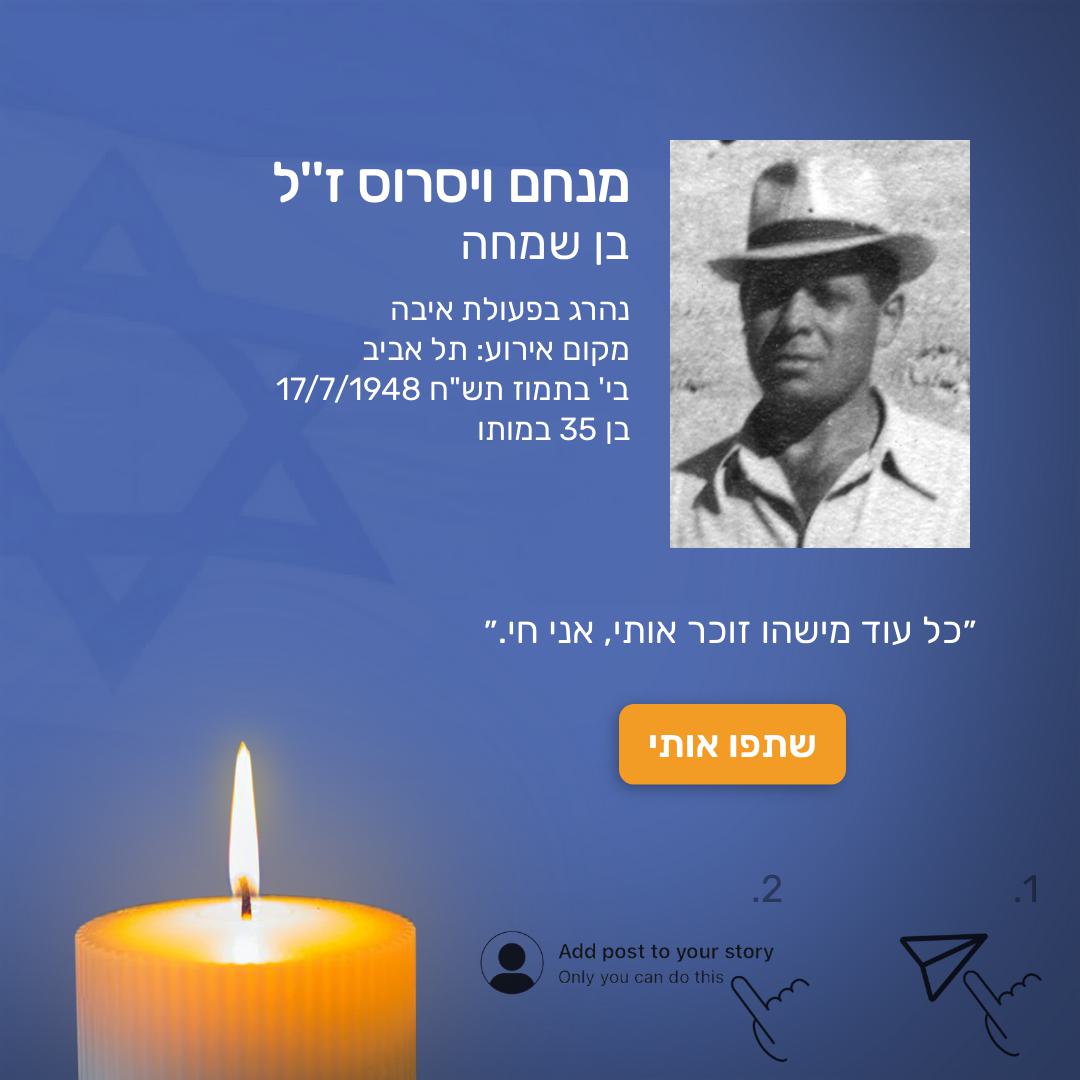 מנחם ויסרוס ז"ל
בן שמחה
נהרג בפעולת איבה
מקום אירוע: תל אביב
בי' בתמוז תש"ח 17/7/1948
בן 35 במותו
״כל עוד מישהו זוכר אותי, אני חי.״
שתפו אותי
1.
2.
Add post to your story
Only you can do this